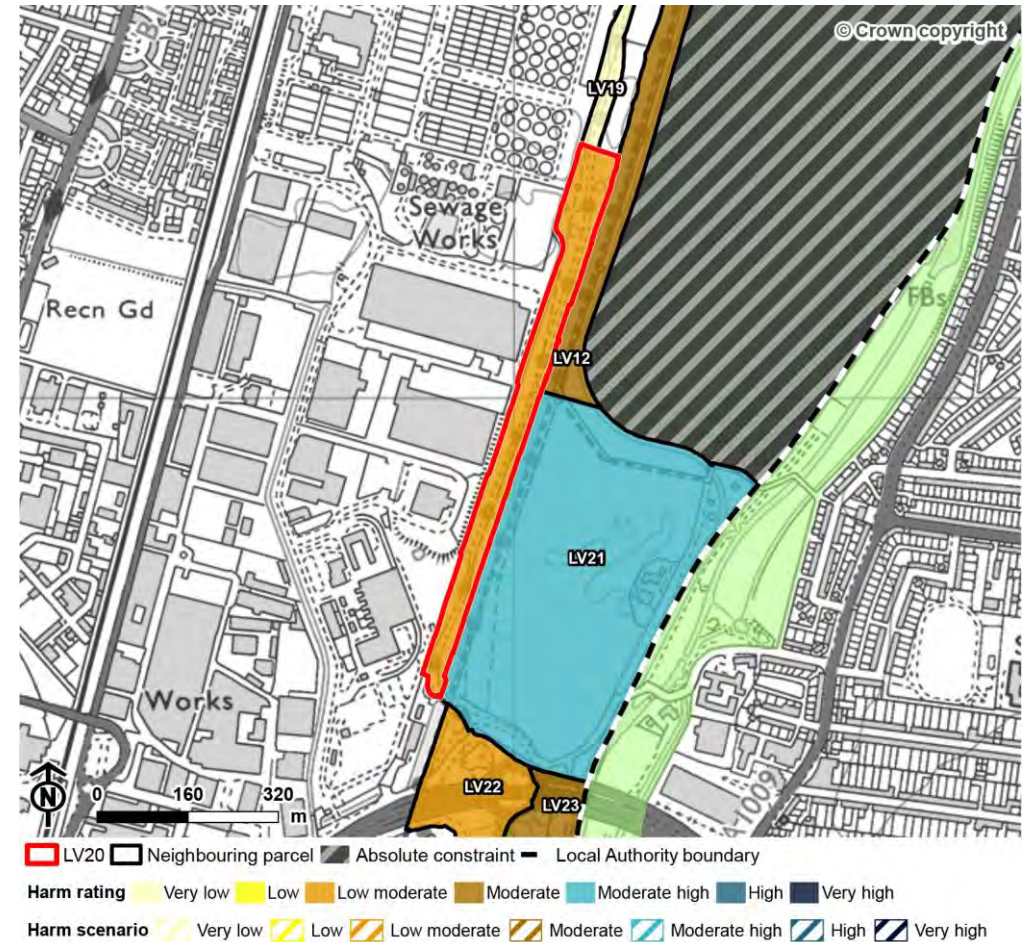 © Crown copyright
LV19
Sewage
Works
Recn Gd
FBs
LV12
LV21
Works
LV22
LV23
A1009
S
N
0 160 320
m
LV20 Neighbouring parcel Absolute constraint Local Authority boundary
Harm rating Very low Low Low moderate Moderate Moderate high High Very high
Harm scenario Very low Low Low moderate Moderate Moderate high High Very high